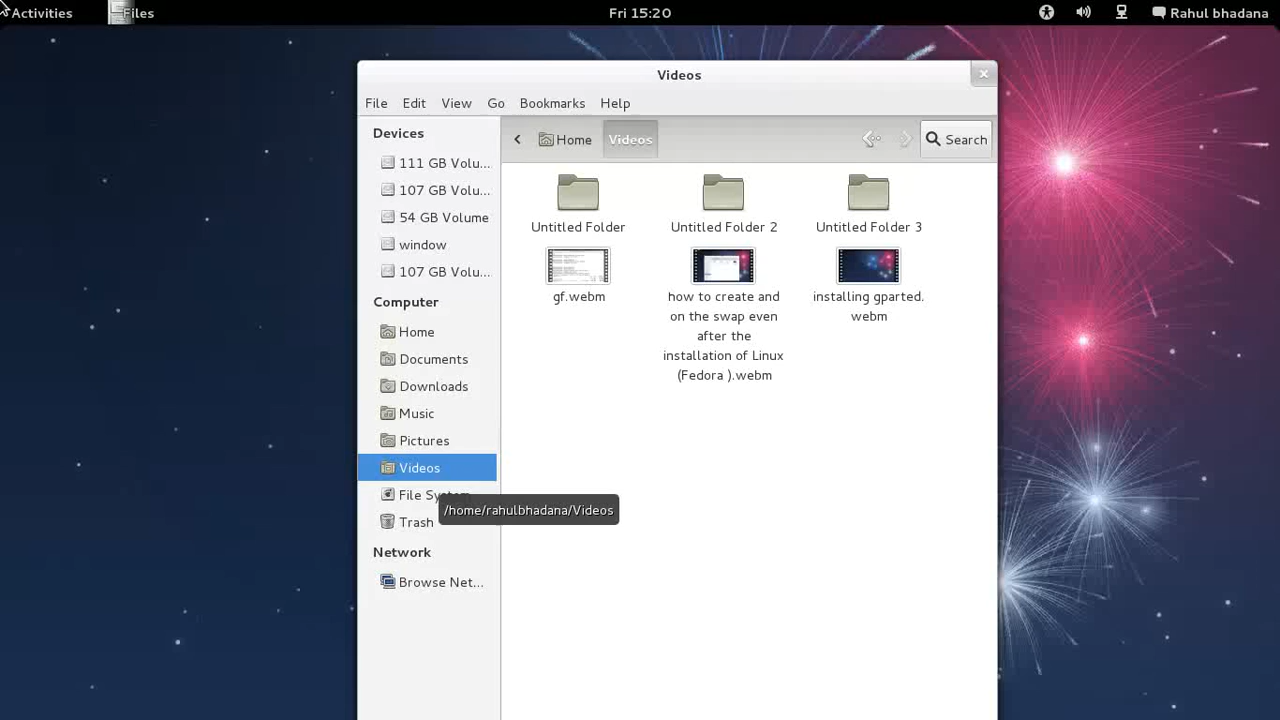 Activities
Files
Fri 15:20
Rahul bhadana
Videos
File Edit View Go Bookmarks Help
Devices
111 GB Volu...
107 GB Volu...
54 GB Volume
window
107 GB Volu...
Computer
Home
Documents
Downloads
Music
Pictures
Videos
File System
Trash
Network
Browse Net...
Home Videos Search
Untitled Folder
Untitled Folder 2
Untitled Folder 3
gf.webm
how to create and
on the swap even
after the
installation of Linux
(Fedora ).webm
installing gparted.
webm
/home/rahulbhadana/Videos